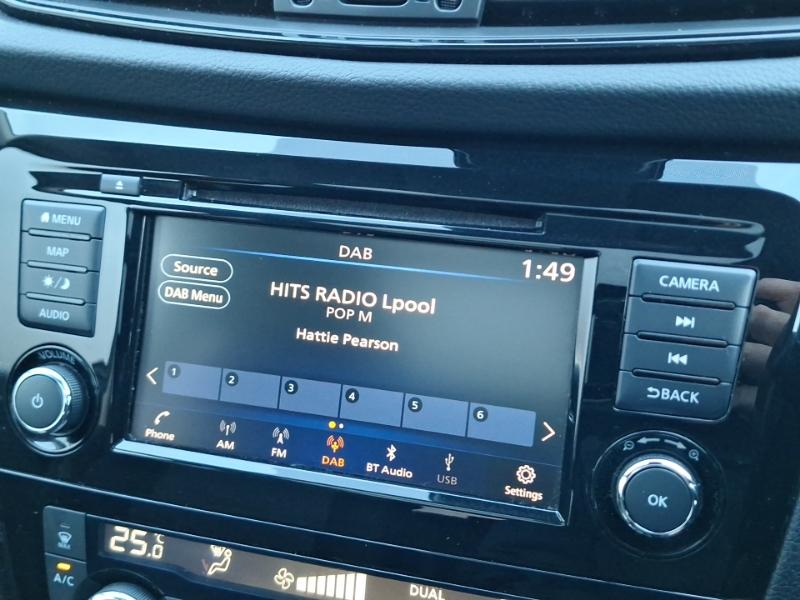 MENU
MAP
AUDIO
VOLUME
DAB
1:49
Source
DAB Menu
HITS RADIO Lpool
POP M
Hattie Pearson
1
2
3
4
5
6
Phone
AM
FM
DAB
BT Audio
USB
Settings
CAMERA
BACK
OK
MAX
A/C
25.0 °C
DUAL